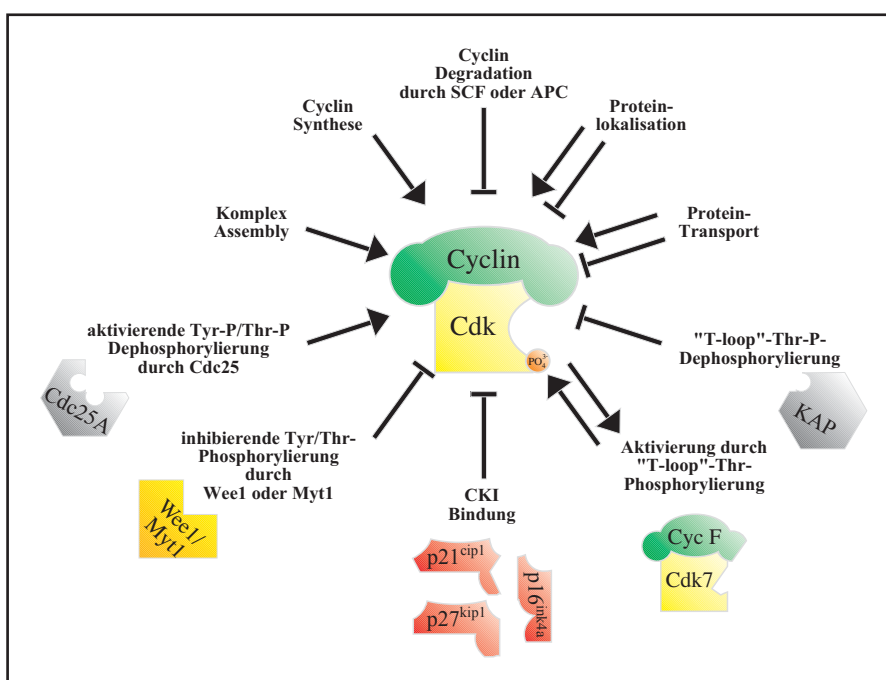 Cyclin
Degradation
durch SCF oder APC
Cyclin
Synthese
Protein-
lokalisation
Komplex
Assembly
Protein-
Transport
Cyclin
Cdk
PO₄³⁻
aktivierende Tyr-P/Thr-P
Dephosphorylierung
durch Cdc25
Cdc25A
"T-loop"-Thr-P-
Dephosphorylierung
KAP
inhibierende Tyr/Thr-
Phosphorylierung
durch
Wee1 oder Myt1
Wee1/
Myt1
Aktivierung durch
"T-loop"-Thr-
Phosphorylierung
CKI
Bindung
p21cip1
p27kip1
p16ink4a
Cyc F
Cdk7